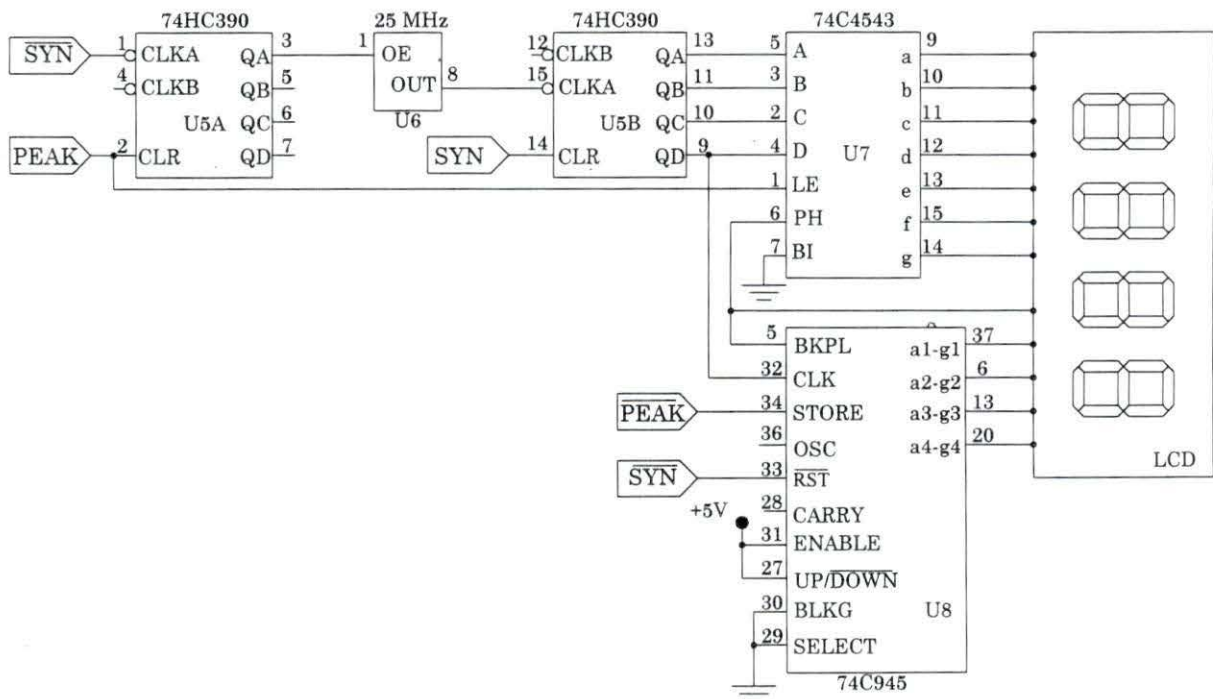 74HC390
25 MHz
74HC390
74C4543
SYN
1
CLKA
QA
3
1
OE
12
CLKB
QA
13
5
A
a
9
4
CLKB
QB
5
OUT
8
15
CLKA
QB
11
3
B
b
10
U5A
QC
6
U6
U5B
QC
10
2
C
c
11
PEAK
2
CLR
QD
7
SYN
14
CLR
QD
9
4
D
U7
d
12
1
LE
e
13
6
PH
f
15
7
BI
g
14
5
BKPL
a1-g1
37
32
CLK
a2-g2
6
PEAK
34
STORE
a3-g3
13
36
OSC
a4-g4
20
LCD
SYN
33
RST
+5V
28
CARRY
31
ENABLE
27
UP/DOWN
30
BLKG
U8
29
SELECT
74C945